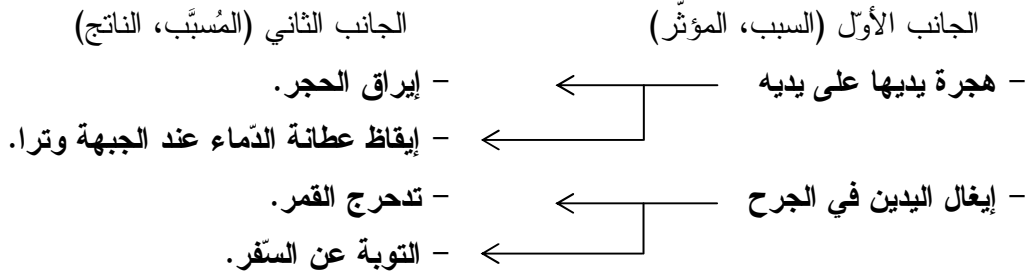 الجانب الأوّل (السبب، المؤثّر) الجانب الثاني (المُسبَّب، الناتج)
- هجرة يديها على يديه - إيراق الحجر.
- إيقاظ عطانة الدّماء عند الجبهة وترا.
- إيغال اليدين في الجرح - تدحرج القمر.
- التوبة عن السّفر.